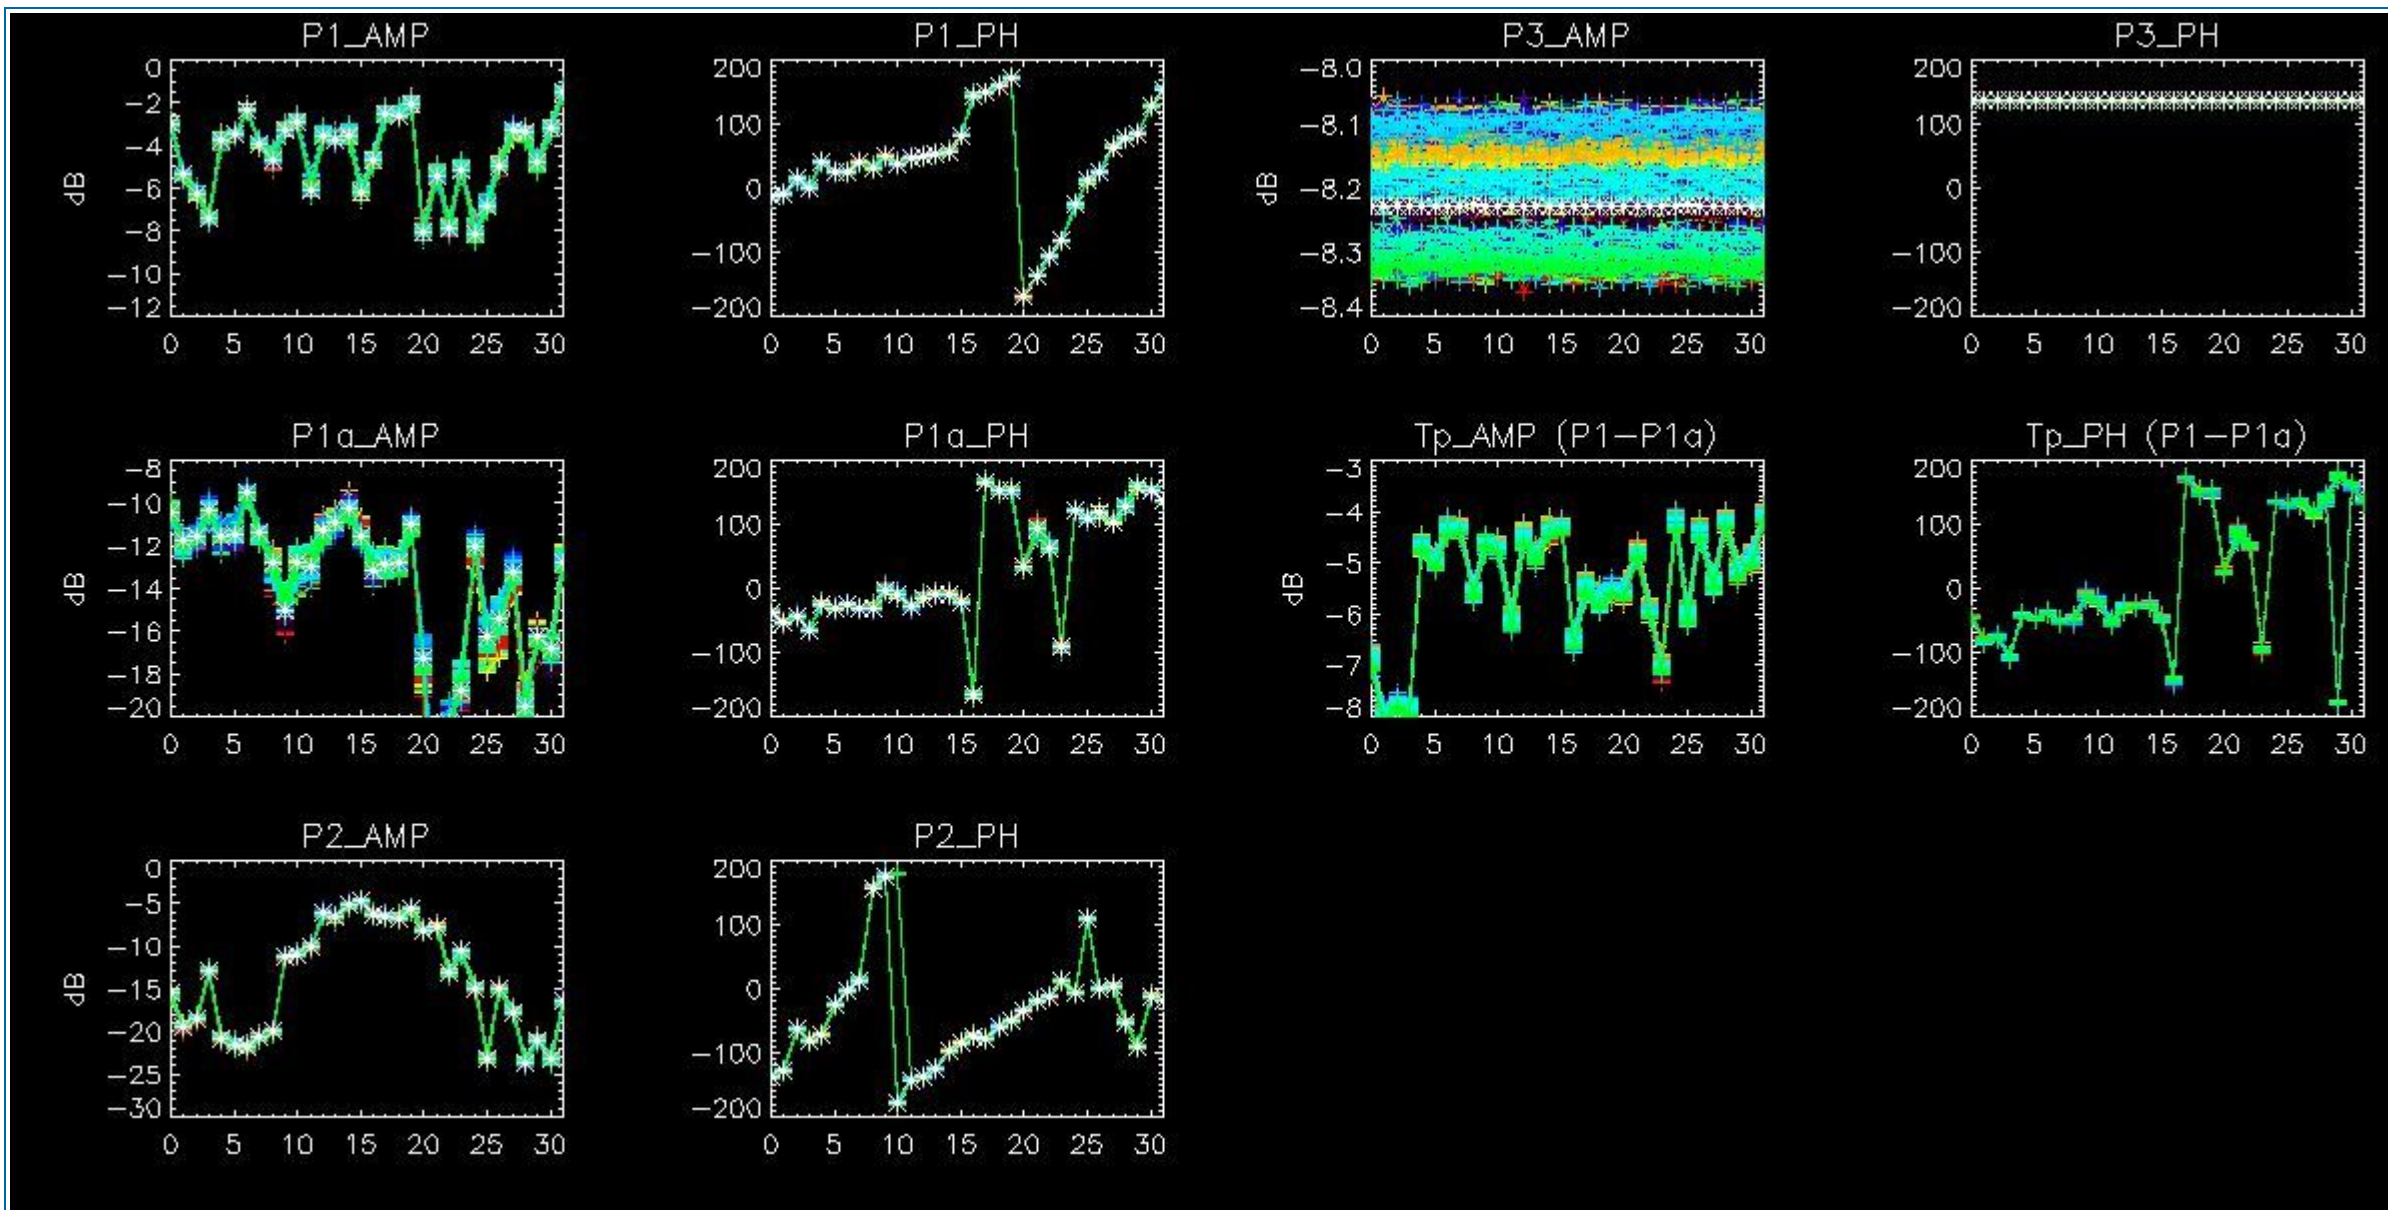 P1_AMP
P1_PH
P3_AMP
P3_PH
0
−2
−4
−6
−8
−10
−12
dB
0 5 10 15 20 25 30
200
100
0
−100
−200
0 5 10 15 20 25 30
−8.0
−8.1
−8.2
−8.3
−8.4
dB
0 5 10 15 20 25 30
200
100
0
−100
−200
0 5 10 15 20 25 30
P1a_AMP
P1a_PH
Tp_AMP (P1−P1a)
Tp_PH (P1−P1a)
−8
−10
−12
−14
−16
−18
−20
dB
0 5 10 15 20 25 30
200
100
0
−100
−200
0 5 10 15 20 25 30
−3
−4
−5
−6
−7
−8
dB
0 5 10 15 20 25 30
200
100
0
−100
−200
0 5 10 15 20 25 30
P2_AMP
P2_PH
0
−5
−10
−15
−20
−25
−30
dB
0 5 10 15 20 25 30
200
100
0
−100
−200
0 5 10 15 20 25 30